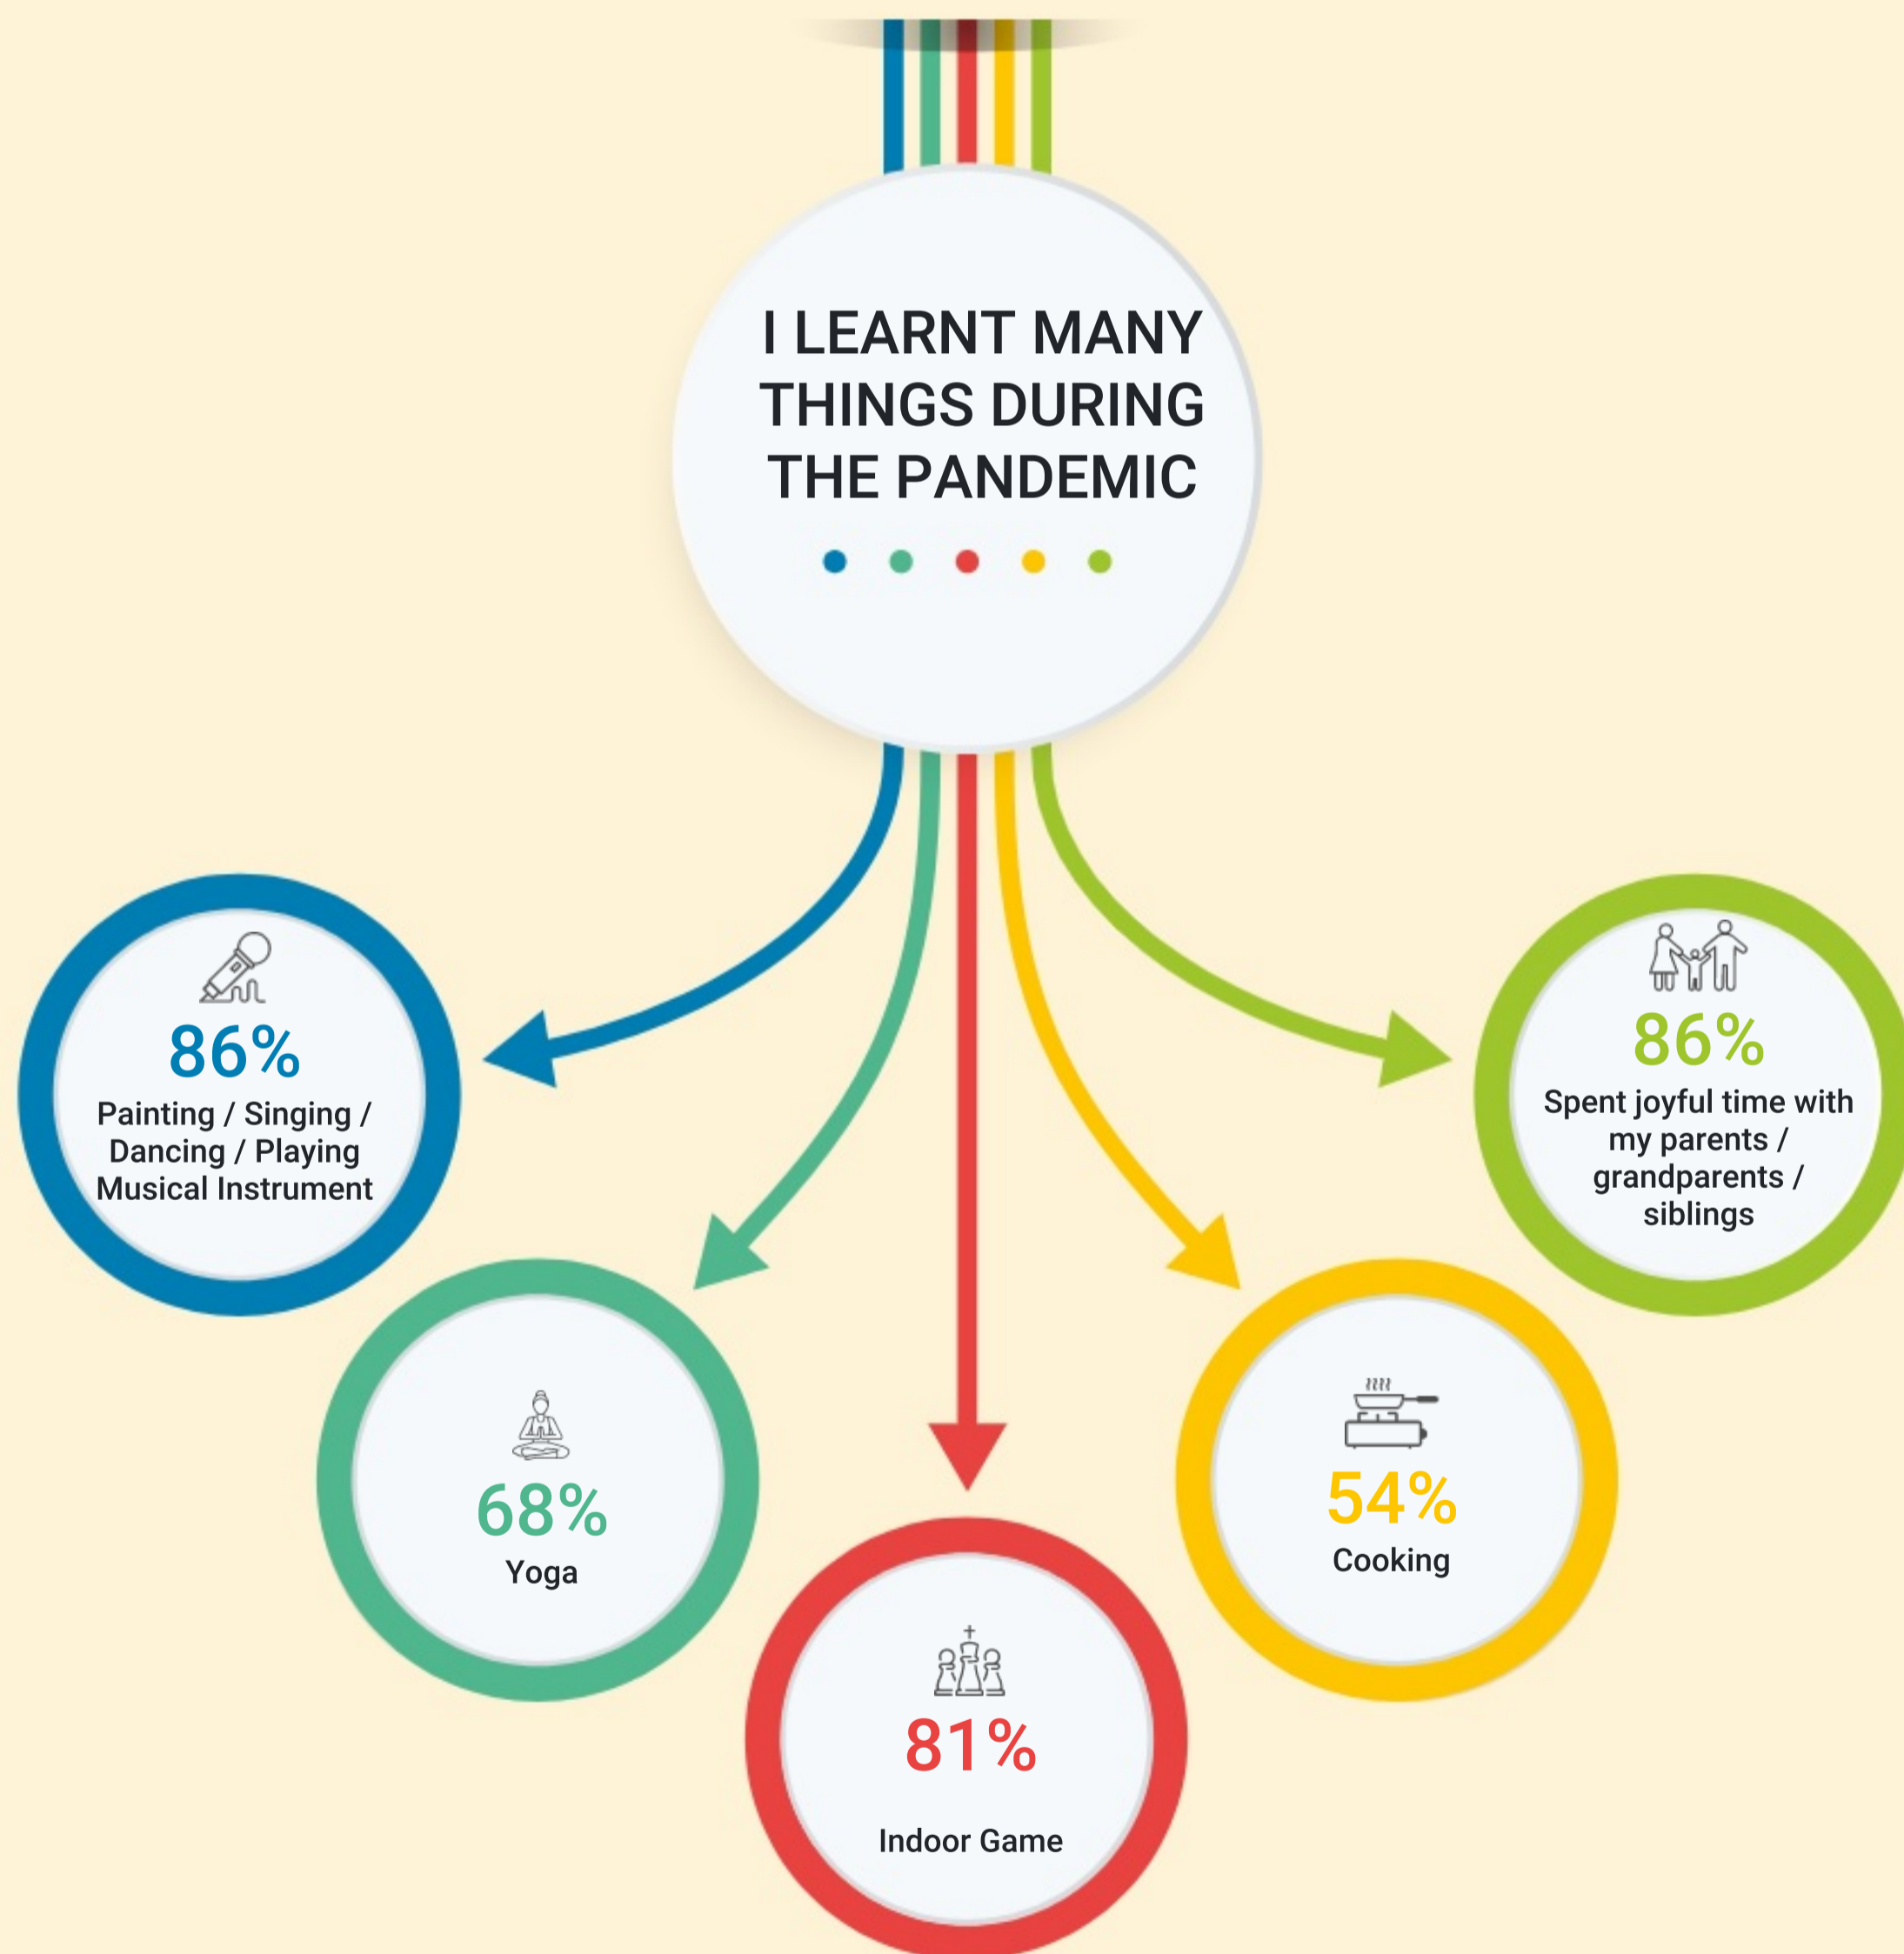 I LEARNT MANY
THINGS DURING
THE PANDEMIC
86%
Painting / Singing /
Dancing / Playing
Musical Instrument
68%
Yoga
81%
Indoor Game
54%
Cooking
86%
Spent joyful time with
my parents /
grandparents /
siblings